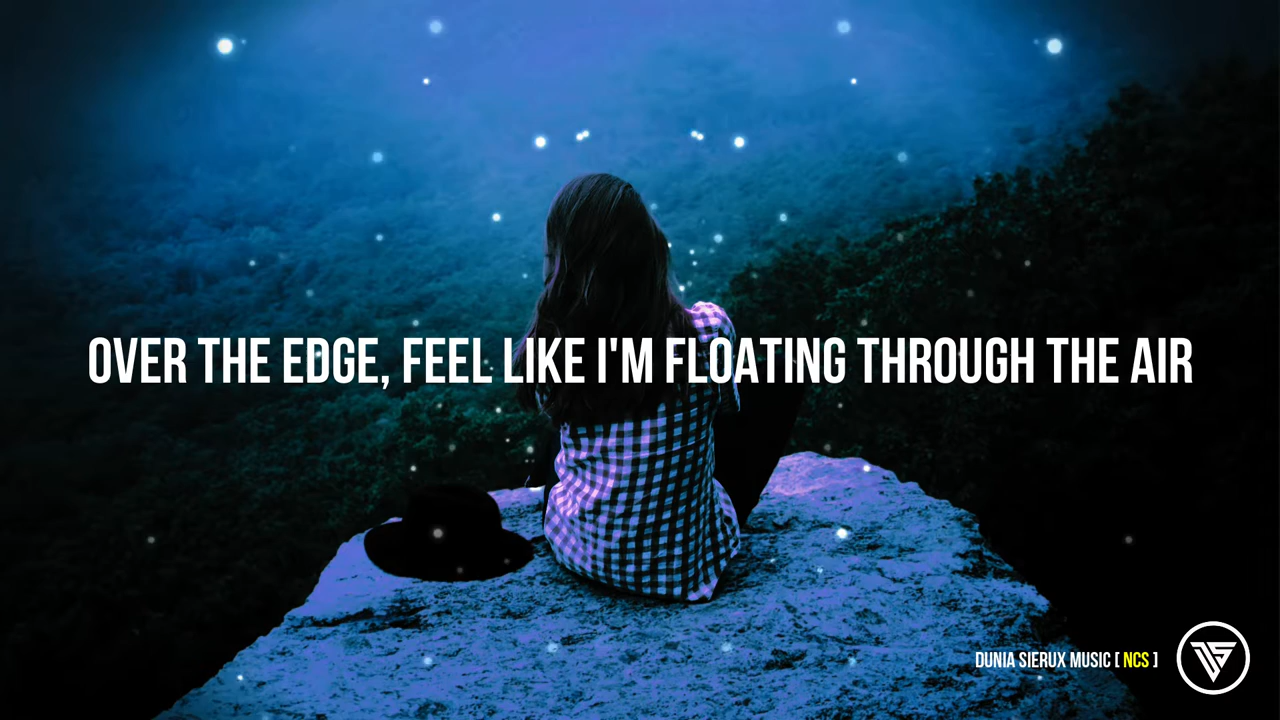 OVER THE EDGE, FEEL LIKE I'M FLOATING THROUGH THE AIR
DUNIA SIERUX MUSIC [ NCS ]